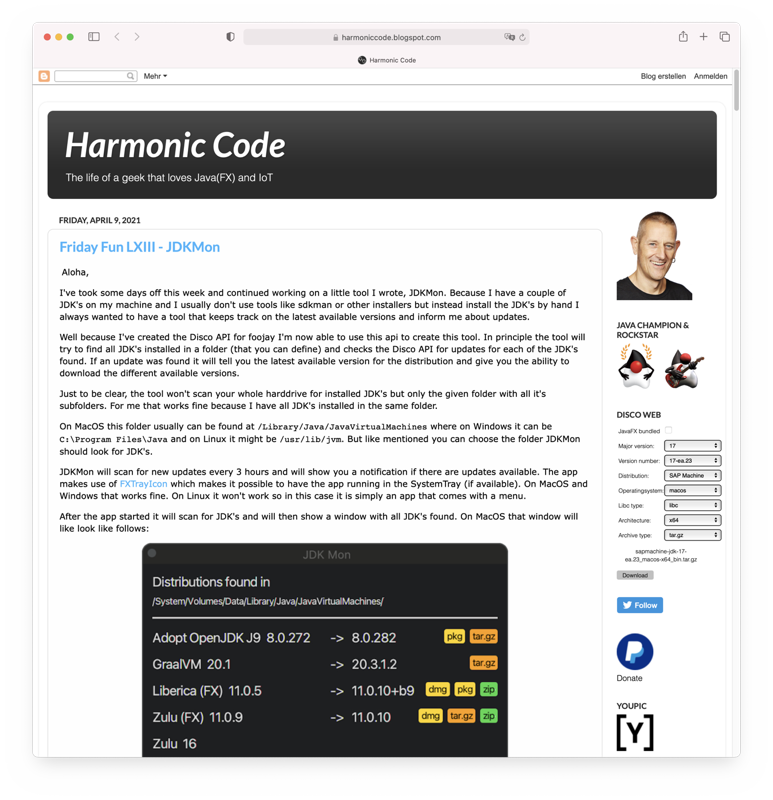 harmoniccode.blogspot.com
Harmonic Code
Mehr
Blog erstellen Anmelden
Harmonic Code
The life of a geek that loves Java(FX) and IoT
FRIDAY, APRIL 9, 2021
Friday Fun LXIII - JDKMon
Aloha,
I've took some days off this week and continued working on a little tool I wrote, JDKMon. Because I have a couple of
JDK's on my machine and I usually don't use tools like sdkman or other installers but instead install the JDK's by hand I
always wanted to have a tool that keeps track on the latest available versions and inform me about updates.
Well because I've created the Disco API for foojay I'm now able to use this api to create this tool. In principle the tool will
try to find all JDK's installed in a folder (that you can define) and checks the Disco API for updates for each of the JDK's
found. If an update was found it will tell you the latest available version for the distribution and give you the ability to
download the different available versions.
Just to be clear, the tool won't scan your whole harddrive for installed JDK's but only the given folder with all it's
subfolders. For me that works fine because I have all JDK's installed in the same folder.
On MacOS this folder usually can be found at /Library/Java/JavaVirtualMachines where on Windows it can be
C:\Program Files\Java and on Linux it might be /usr/lib/jvm. But like mentioned you can choose the folder JDKMon
should look for JDK's.
JDKMon will scan for new updates every 3 hours and will show you a notification if there are updates available. The app
makes use of FXTrayIcon which makes it possible to have the app running in the SystemTray (if available). On MacOS and
Windows that works fine. On Linux it won't work so in this case it is simply an app that comes with a menu.
After the app started it will scan for JDK's and will then show a window with all JDK's found. On MacOS that window will
like look like follows:
JDK Mon
Distributions found in
/System/Volumes/Data/Library/Java/JavaVirtualMachines/
Adopt OpenJDK J9 8.0.272 -> 8.0.282 pkg tar.gz
GraalVM 20.1 -> 20.3.1.2 tar.gz
Liberica (FX) 11.0.5 -> 11.0.10+b9 dmg pkg zip
Zulu (FX) 11.0.9 -> 11.0.10 dmg tar.gz zip
Zulu 16
JAVA CHAMPION &
ROCKSTAR
DISCO WEB
JavaFX bundled
Major version: 17
Version number: 17-ea.23
Distribution: SAP Machine
Operatingsystem: macos
Libc type: libc
Architecture: x64
Archive type: tar.gz
sapmachine-jdk-17-
ea.23_macos-x64_bin.tar.gz
Download
Follow
Donate
YOUPIC
[Y]